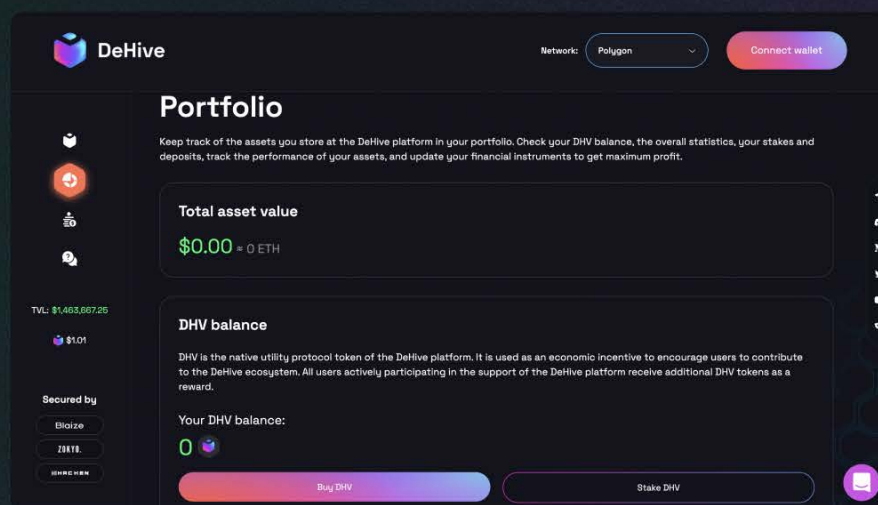 DeHive
Network:
Polygon
Connect wallet
Portfolio
Keep track of the assets you store at the DeHive platform in your portfolio. Check your DHV balance, the overall statistics, your stakes and
deposits, track the performance of your assets, and update your financial instruments to get maximum profit.
Total asset value
$0.00 ≈ 0 ETH
TVL: $1,463,667.25
$1.01
DHV balance
DHV is the native utility protocol token of the DeHive platform. It is used as an economic incentive to encourage users to contribute
to the DeHive ecosystem. All users actively participating in the support of the DeHive platform receive additional DHV tokens as a
reward.
Secured by
Blaize
ZOKYO.
Your DHV balance:
0
Buy DHV
Stake DHV